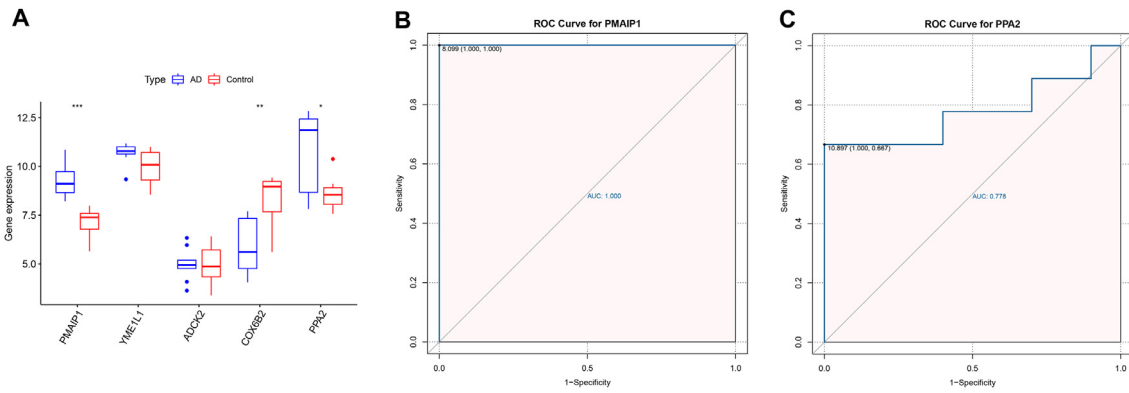 A
Type AD Control
Gene expression
12.5
10.0
7.5
5.0
*** ** *
PMAIP1
YME1L1
ADCK2
COX6B2
PPA2
B
ROC Curve for PMAIP1
Sensitivity
1.0
0.8
0.6
0.4
0.2
0.0
8.099 (1.000, 1.000)
AUC: 1.000
0.0 0.5 1.0
1−Specificity
C
ROC Curve for PPA2
Sensitivity
1.0
0.8
0.6
0.4
0.2
0.0
10.897 (1.000, 0.667)
AUC: 0.778
0.0 0.5 1.0
1−Specificity